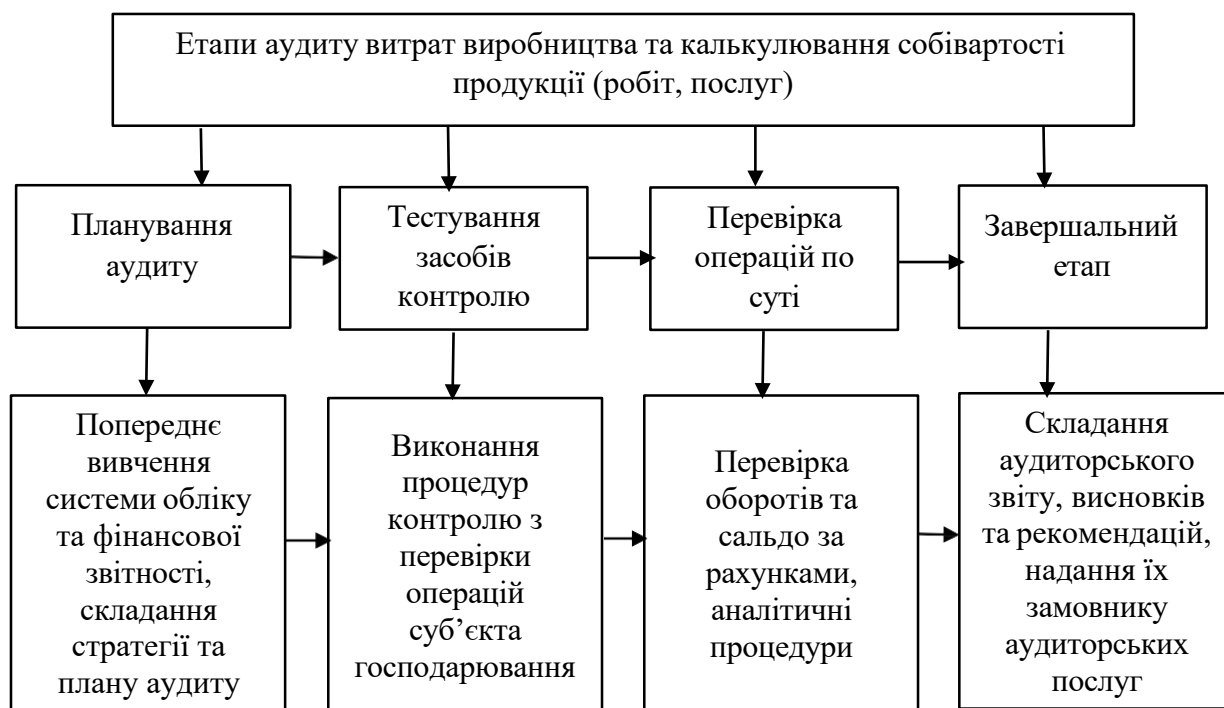 Етапи аудиту витрат виробництва та калькулювання собівартості
продукції (робіт, послуг)
Планування
аудиту
Тестування
засобів
контролю
Перевірка
операцій по
суті
Завершальний
етап
Попереднє
вивчення
системи обліку
та фінансової
звітності,
складання
стратегії та
плану аудиту
Виконання
процедур
контролю з
перевірки
операцій
суб’єкта
господарювання
Перевірка
оборотів та
сальдо за
рахунками,
аналітичні
процедури
Складання
аудиторського
звіту, висновків
та рекомендацій,
надання їх
замовнику
аудиторських
послуг